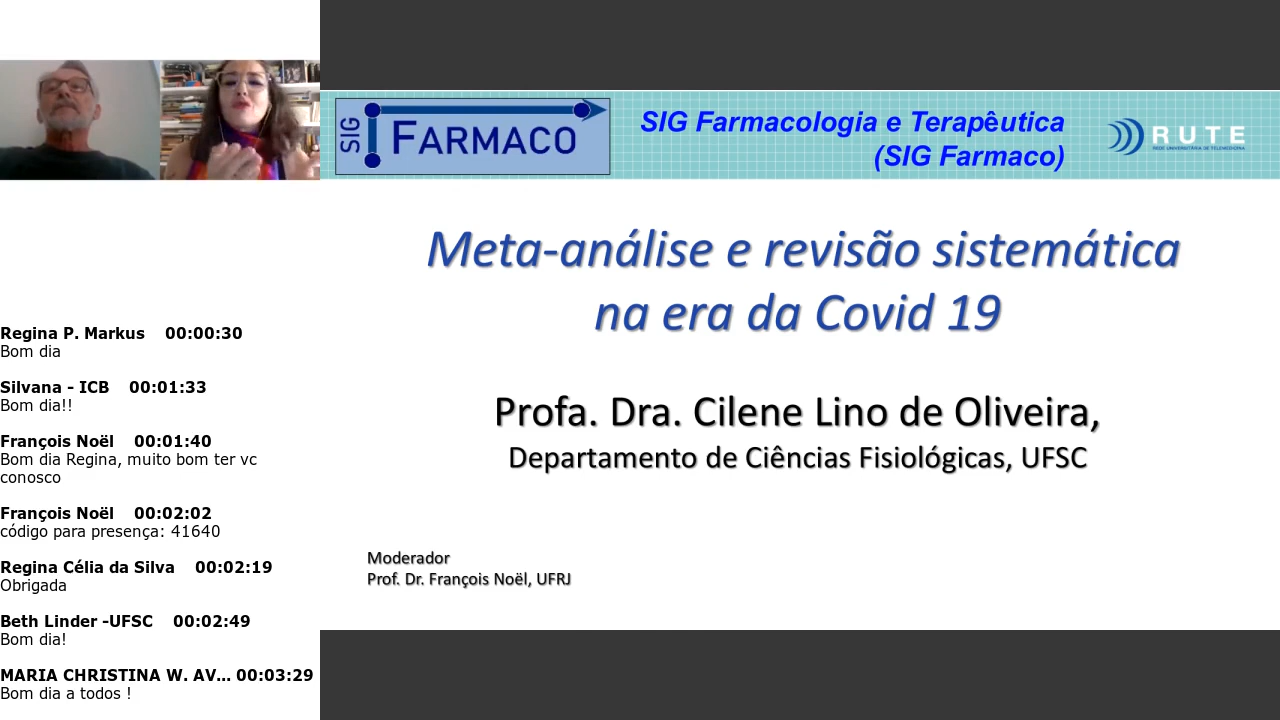 SIG
FARMACO
SIG Farmacologia e Terapêutica
(SIG Farmaco)
RUTE
REDE UNIVERSITÁRIA DE TELEMEDICINA
Meta-análise e revisão sistemática
na era da Covid 19
Profa. Dra. Cilene Lino de Oliveira,
Departamento de Ciências Fisiológicas, UFSC
Moderador
Prof. Dr. François Noël, UFRJ
Regina P. Markus 00:00:30
Bom dia
Silvana - ICB 00:01:33
Bom dia!!
François Noël 00:01:40
Bom dia Regina, muito bom ter vc
conosco
François Noël 00:02:02
código para presença: 41640
Regina Célia da Silva 00:02:19
Obrigada
Beth Linder -UFSC 00:02:49
Bom dia!
MARIA CHRISTINA W. AV... 00:03:29
Bom dia a todos !